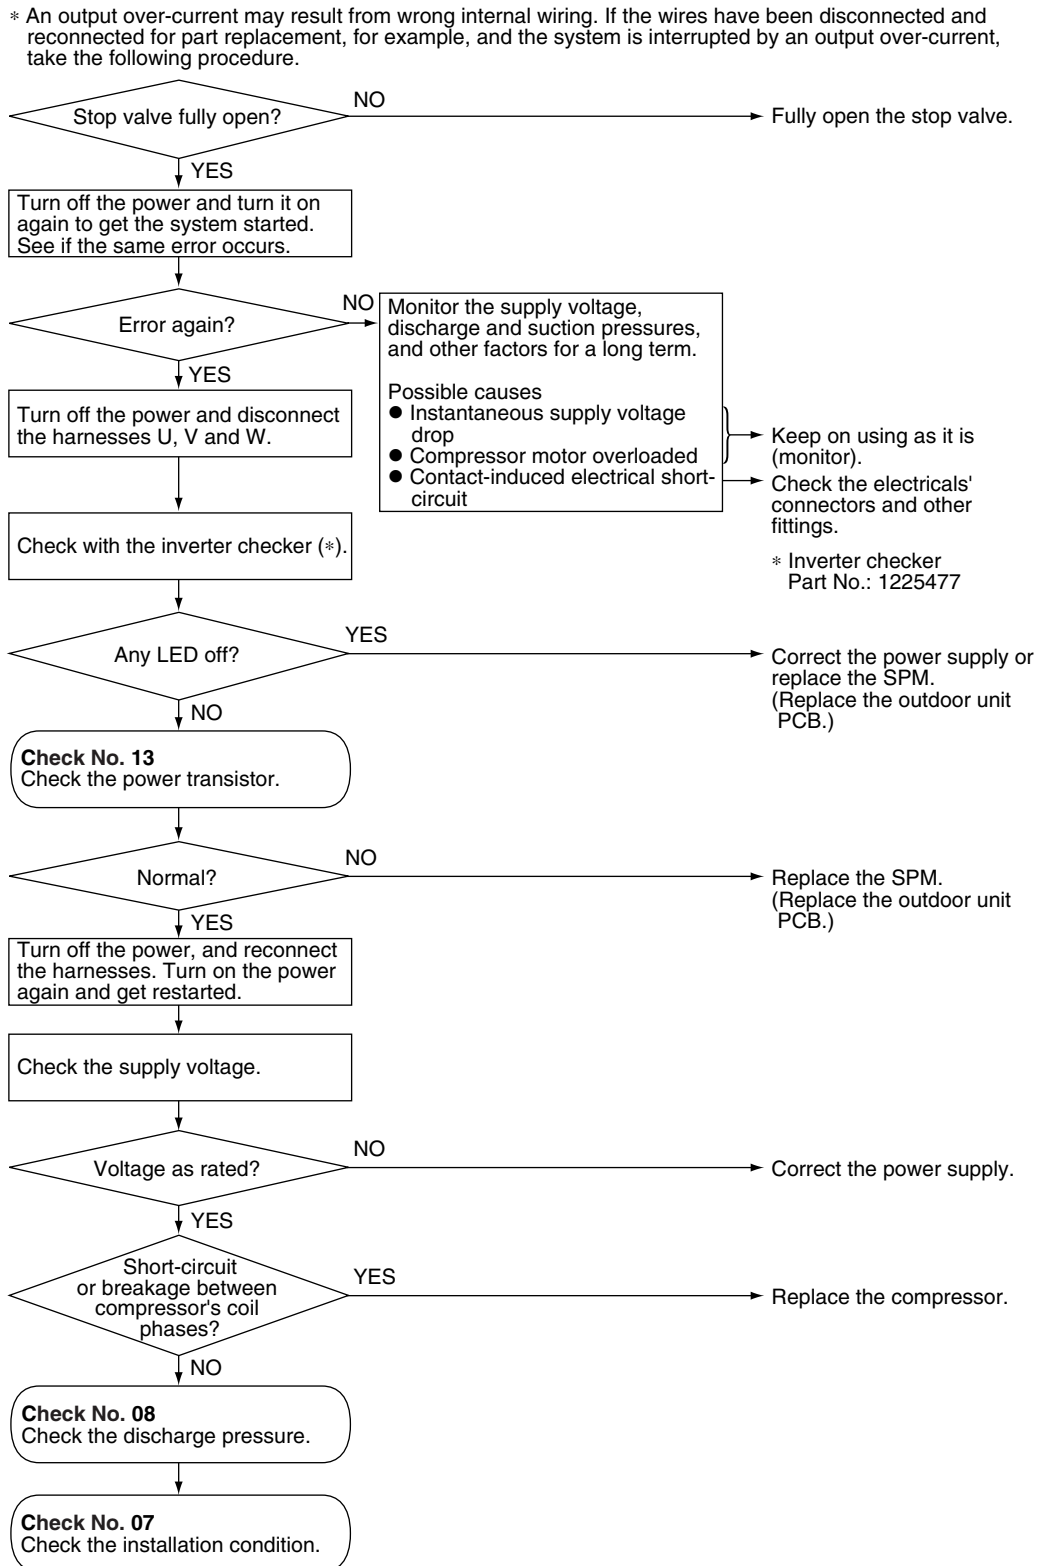 * An output over-current may result from wrong internal wiring. If the wires have been disconnected and
reconnected for part replacement, for example, and the system is interrupted by an output over-current,
take the following procedure.
Stop valve fully open?
NO
Fully open the stop valve.
YES
Turn off the power and turn it on
again to get the system started.
See if the same error occurs.
Error again?
NO
Monitor the supply voltage,
discharge and suction pressures,
and other factors for a long term.
Possible causes
● Instantaneous supply voltage
drop
● Compressor motor overloaded
● Contact-induced electrical short-
circuit
Keep on using as it is
(monitor).
Check the electricals'
connectors and other
fittings.
* Inverter checker
Part No.: 1225477
YES
Turn off the power and disconnect
the harnesses U, V and W.
Check with the inverter checker (*).
Any LED off?
YES
Correct the power supply or
replace the SPM.
(Replace the outdoor unit
PCB.)
NO
Check No. 13
Check the power transistor.
Normal?
NO
Replace the SPM.
(Replace the outdoor unit
PCB.)
YES
Turn off the power, and reconnect
the harnesses. Turn on the power
again and get restarted.
Check the supply voltage.
Voltage as rated?
NO
Correct the power supply.
YES
Short-circuit
or breakage between
compressor's coil
phases?
YES
Replace the compressor.
NO
Check No. 08
Check the discharge pressure.
Check No. 07
Check the installation condition.